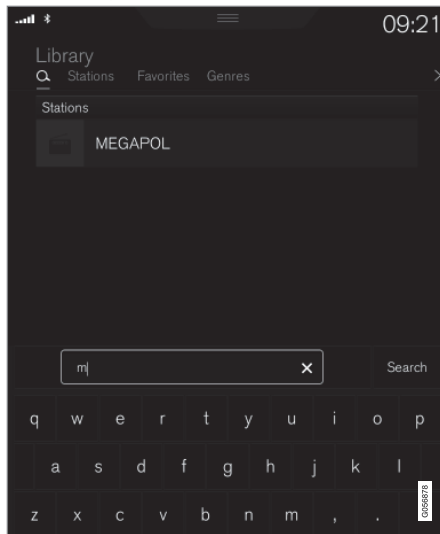 09:21
Library
Stations Favorites Genres
Stations
MEGAPOL
m
Search
q w e r t y u i o p
a s d f g h j k l
z x c v b n m , .
G056878